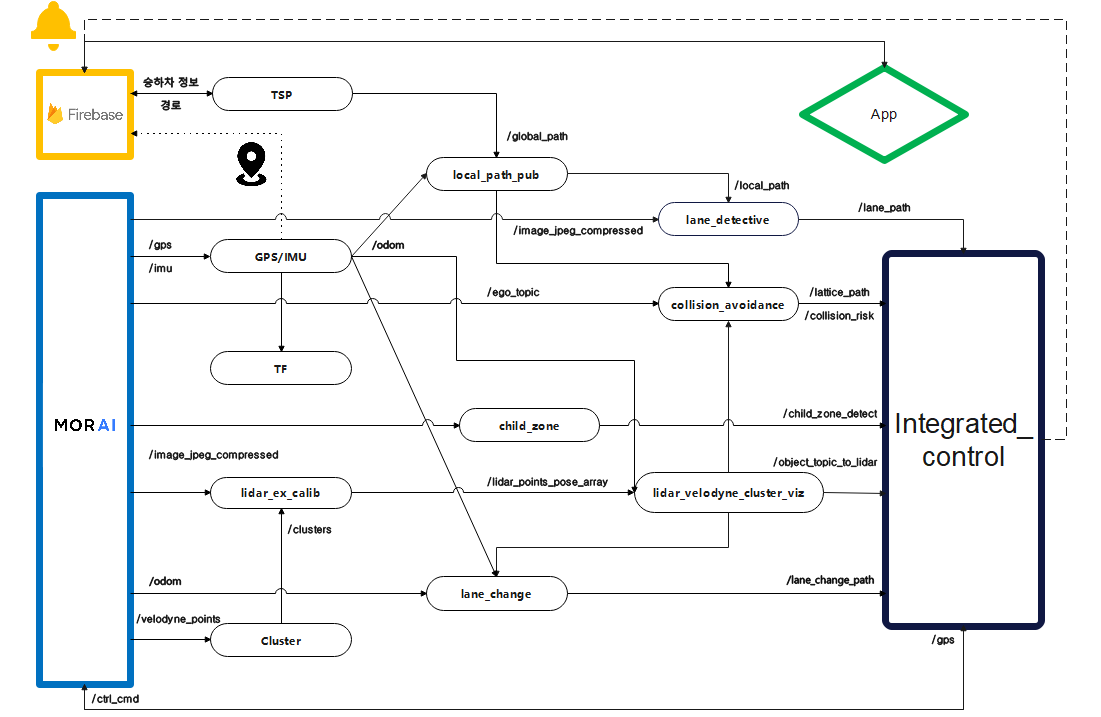 승하차 정보
경로
TSP
Firebase
App
/global_path
local_path_pub
/local_path
lane_detective
/lane_path
/image_jpeg_compressed
/gps
/imu
GPS/IMU
/odom
/ego_topic
collision_avoidance
/lattice_path
/collision_risk
TF
MORAI
child_zone
/child_zone_detect
Integrated_
control
/image_jpeg_compressed
/object_topic_to_lidar
lidar_ex_calib
/lidar_points_pose_array
lidar_velodyne_cluster_viz
/clusters
/odom
lane_change
/lane_change_path
/velodyne_points
Cluster
/gps
/ctrl_cmd